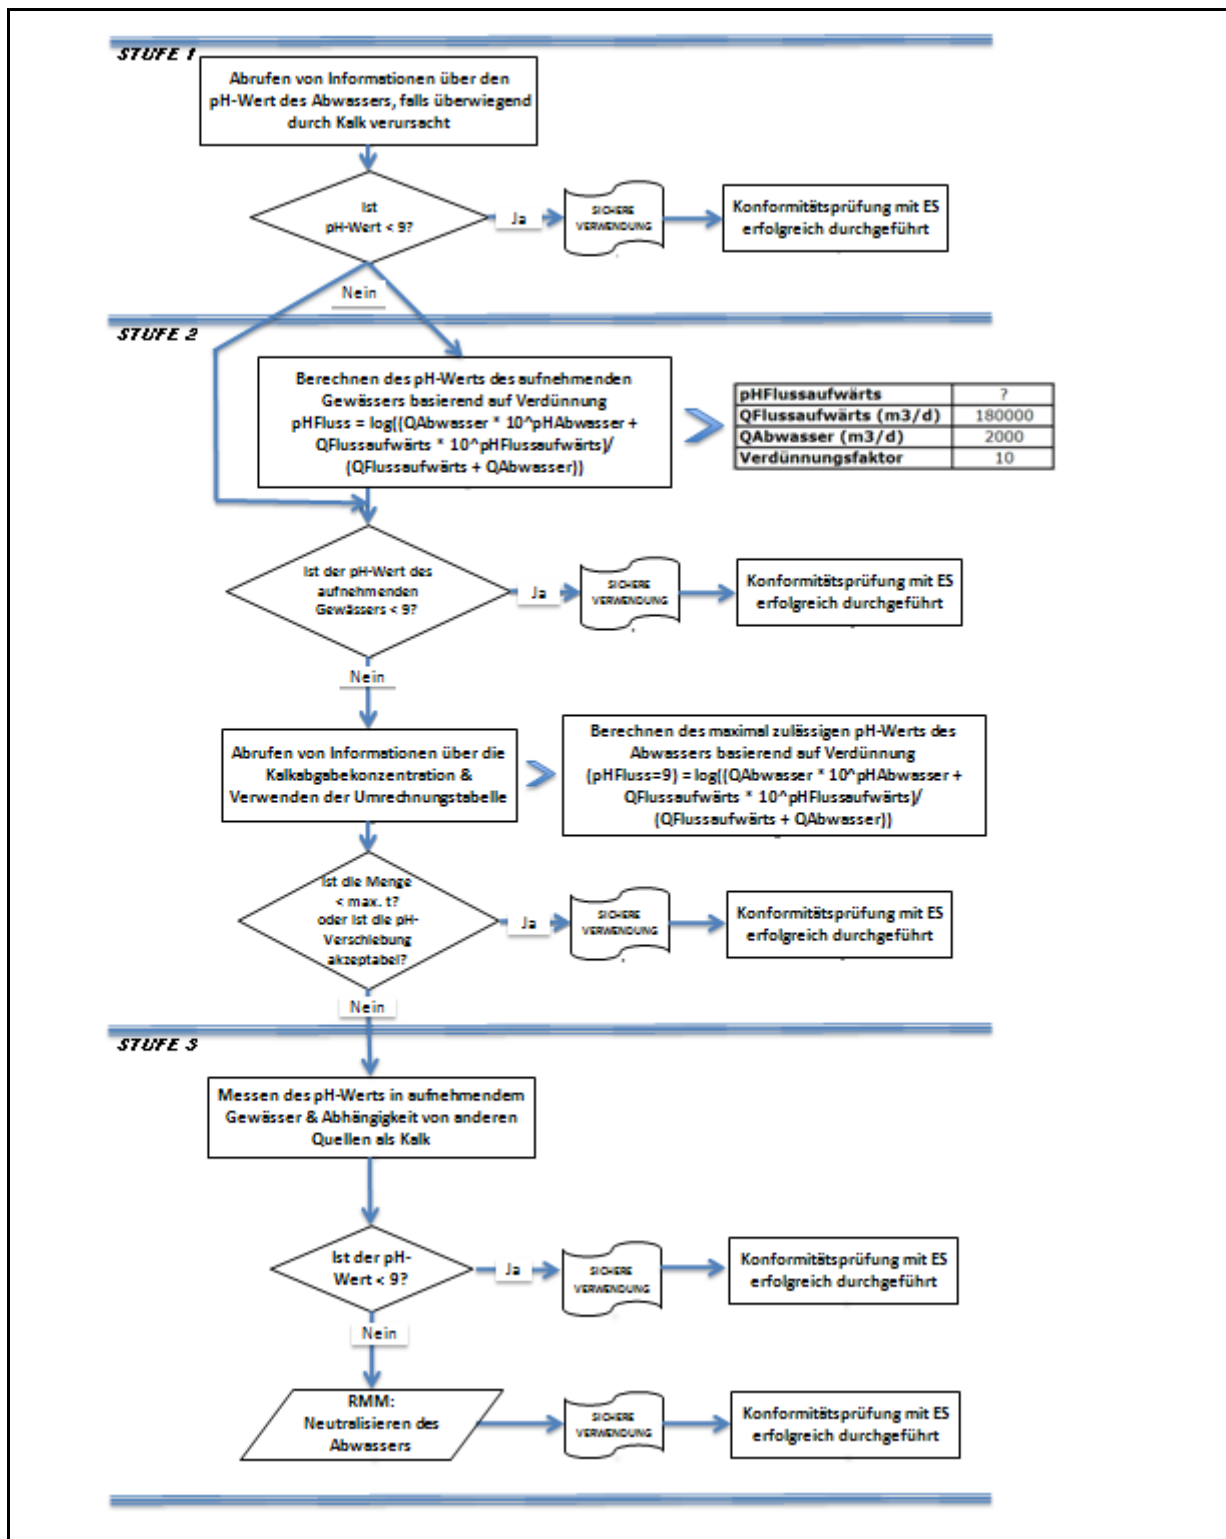 STUFE 1
Abrufen von Informationen über den
pH-Wert des Abwassers, falls überwiegend
durch Kalk verursacht
Ist
pH-Wert < 9?
Ja
SICHERE
VERWENDUNG
Konformitätsprüfung mit ES
erfolgreich durchgeführt
Nein
STUFE 2
Berechnen des pH-Werts des aufnehmenden
Gewässers basierend auf Verdünnung
pHFluss = log((QAbwasser * 10^pHAbwasser +
QFlussaufwärts * 10^pHFlussaufwärts)/
(QFlussaufwärts + QAbwasser))
pHFlussaufwärts ?
QFlussaufwärts (m3/d) 180000
QAbwasser (m3/d) 2000
Verdünnungsfaktor 10
Ist der pH-Wert des
aufnehmenden
Gewässers < 9?
Ja
SICHERE
VERWENDUNG
Konformitätsprüfung mit ES
erfolgreich durchgeführt
Nein
Abrufen von Informationen über die
Kalkabgabekonzentration &
Verwenden der Umrechnungstabelle
Berechnen des maximal zulässigen pH-Werts des
Abwassers basierend auf Verdünnung
(pHFluss=9) = log((QAbwasser * 10^pHAbwasser +
QFlussaufwärts * 10^pHFlussaufwärts)/
(QFlussaufwärts + QAbwasser))
Ist die Menge
< max. t?
oder ist die pH-
Verschiebung
akzeptabel?
Ja
SICHERE
VERWENDUNG
Konformitätsprüfung mit ES
erfolgreich durchgeführt
Nein
STUFE 3
Messen des pH-Werts in aufnehmendem
Gewässer & Abhängigkeit von anderen
Quellen als Kalk
Ist der pH-
Wert < 9?
Ja
SICHERE
VERWENDUNG
Konformitätsprüfung mit ES
erfolgreich durchgeführt
Nein
RMM:
Neutralisieren des
Abwassers
SICHERE
VERWENDUNG
Konformitätsprüfung mit ES
erfolgreich durchgeführt